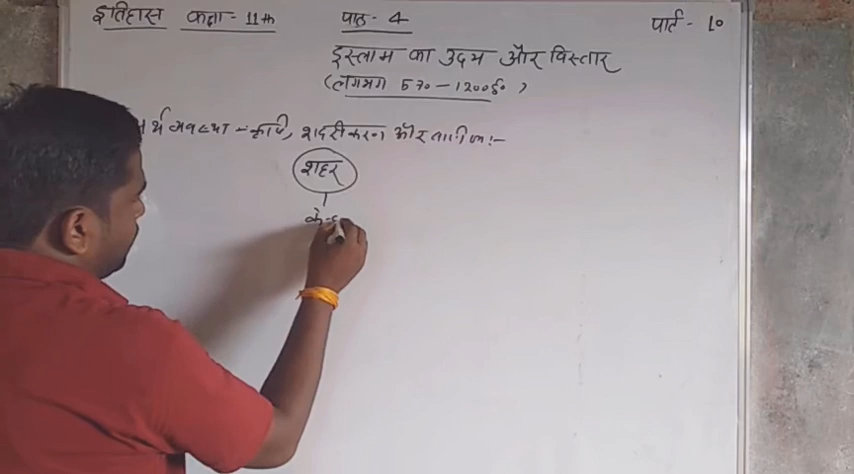 इतिहास कक्षा - 11th पाठ - 4 पार्ट - 10
इस्लाम का उदय और विस्तार
(लगभग 570 - 1200ई० )
अर्थव्यवस्था - कृषि, शहरीकरण और वाणिज्य :-
शहर
केन्द्र